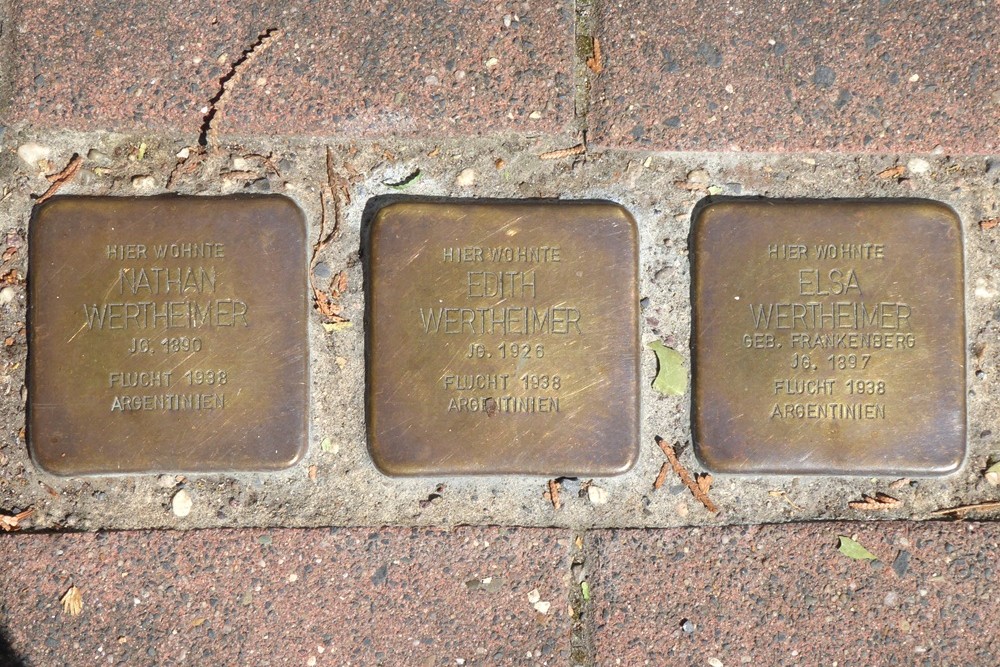 HIER WOHNTE
NATHAN
WERTHEIMER
JG. 1890
FLUCHT 1938
ARGENTINIEN
HIER WOHNTE
EDITH
WERTHEIMER
JG. 1926
FLUCHT 1938
ARGENTINIEN
HIER WOHNTE
ELSA
WERTHEIMER
GEB. FRANKENBERG
JG. 1897
FLUCHT 1938
ARGENTINIEN